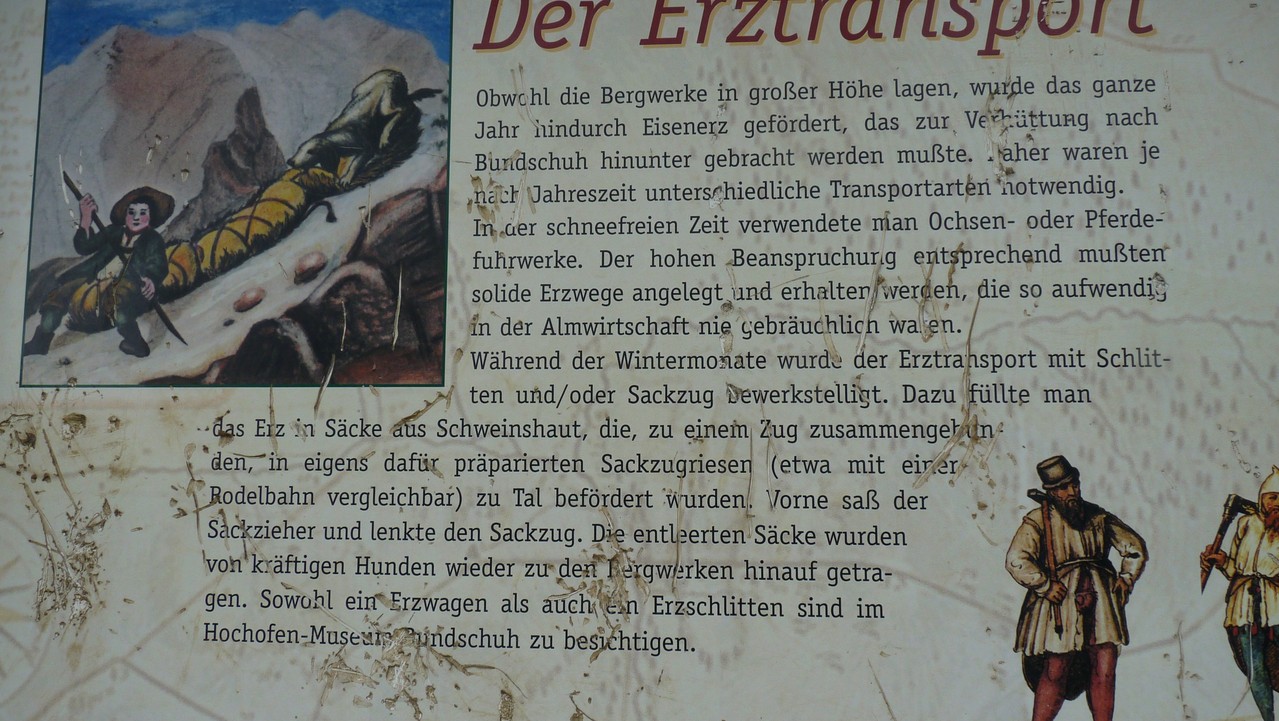 Der Erztransport
Obwohl die Bergwerke in großer Höhe lagen, wurde das ganze
Jahr hindurch Eisenerz gefördert, das zur Verhüttung nach
Bundschuh hinunter gebracht werden mußte. Daher waren je
nach Jahreszeit unterschiedliche Transportarten notwendig.
In der schneefreien Zeit verwendete man Ochsen- oder Pferde-
fuhrwerke. Der hohen Beanspruchung entsprechend mußten
solide Erzwege angelegt und erhalten werden, die so aufwendig
in der Almwirtschaft nie gebräuchlich waren.
Während der Wintermonate wurde der Erztransport mit Schlit-
ten und/oder Sackzug bewerkstelligt. Dazu füllte man
das Erz in Säcke aus Schweinshaut, die, zu einem Zug zusammengebun-
den, in eigens dafür präparierten Sackzugriesen (etwa mit einer
Rodelbahn vergleichbar) zu Tal befördert wurden. Vorne saß der
Sackzieher und lenkte den Sackzug. Die entleerten Säcke wurden
von kräftigen Hunden wieder zu den Bergwerken hinauf getra-
gen. Sowohl ein Erzwagen als auch ein Erzschlitten sind im
Hochofen-Museum Bundschuh zu besichtigen.